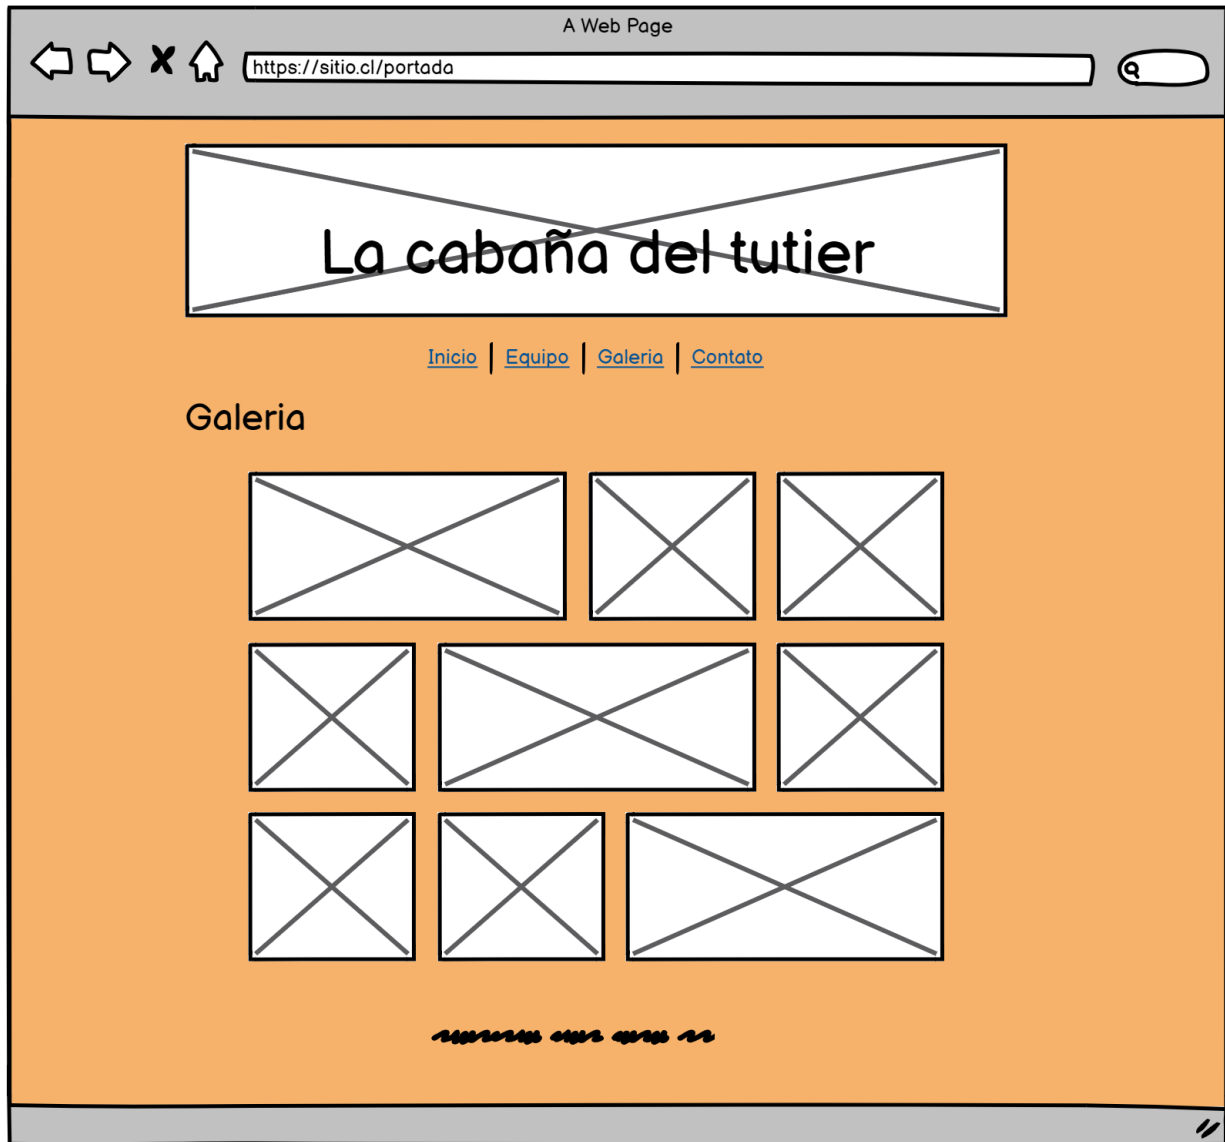 A Web Page
https://sitio.cl/portada
La cabaña del tutier
Inicio | Equipo | Galeria | Contato
Galeria